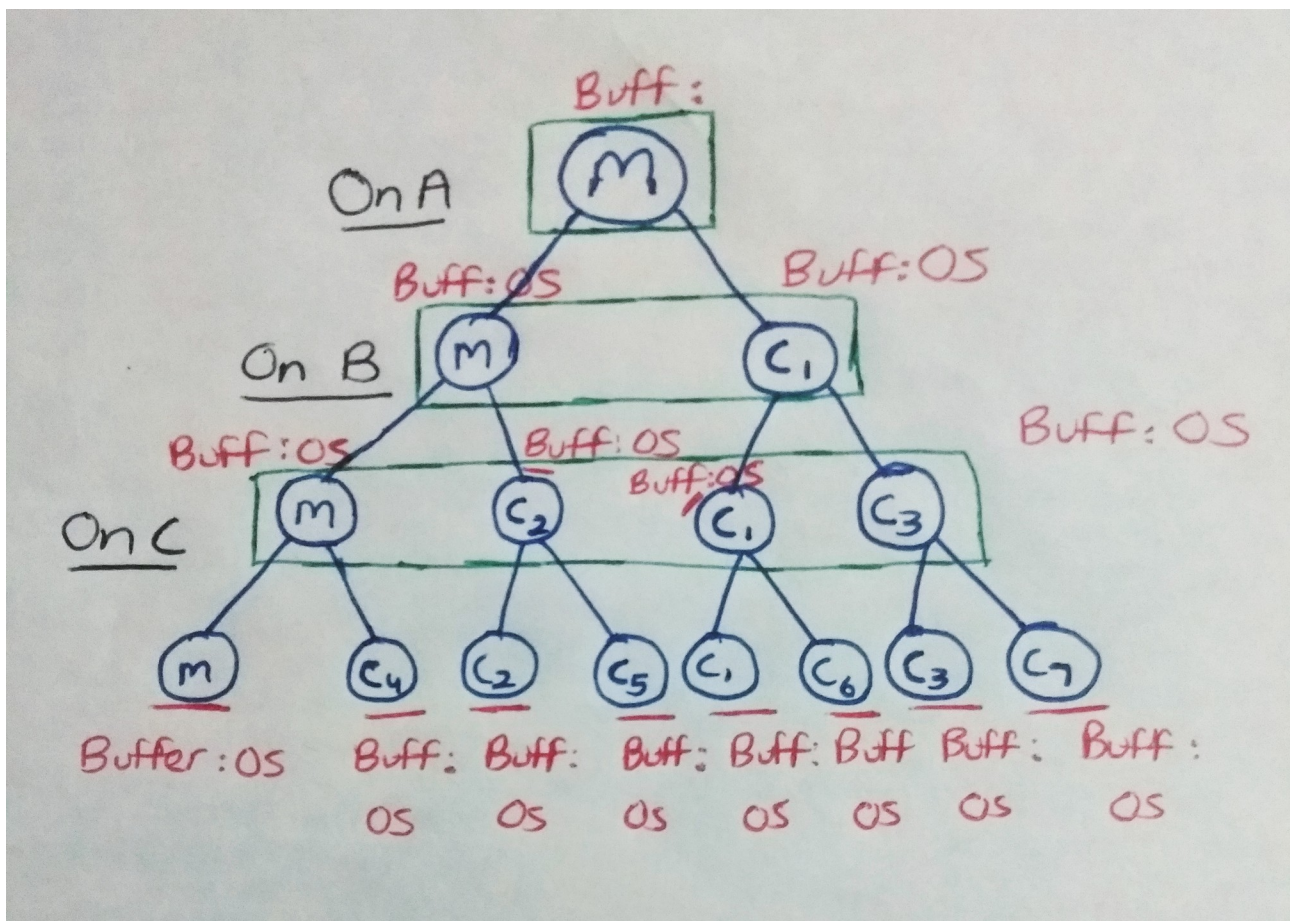 Buff:
M
On A
Buff:OS Buff:OS
On B M C1
Buff:OS Buff:OS Buff:OS Buff:OS
On C M C2 C1 C3
M C4 C2 C5 C1 C6 C3 C7
Buffer:OS Buff: Buff: Buff: Buff: Buff Buff: Buff:
OS OS OS OS OS OS OS